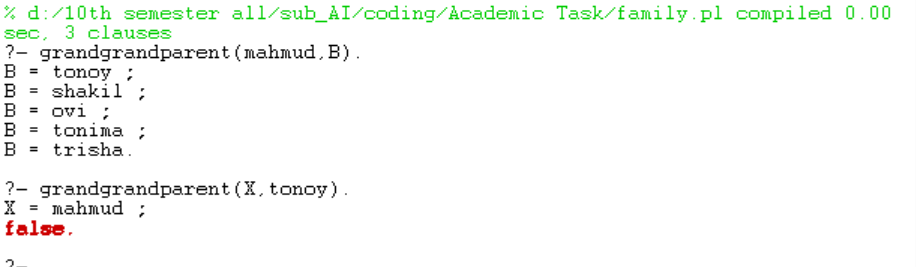 % d:/10th semester all/sub_AI/coding/Academic Task/family.pl compiled 0.00
sec, 3 clauses
?- grandgrandparent(mahmud,B).
B = tonoy ;
B = shakil ;
B = ovi ;
B = tonima ;
B = trisha.
?- grandgrandparent(X,tonoy).
X = mahmud ;
false.
?-